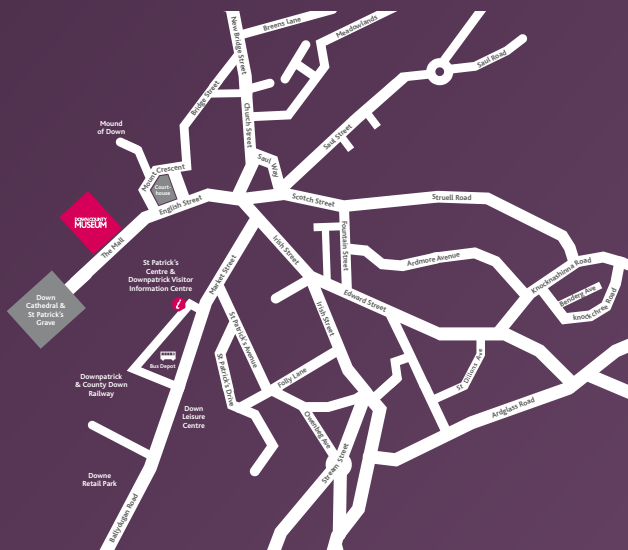 New Bridge Street
Breens Lane
Meadowlands
Saul Road
Bridge Street
Church Street
Saul Street
Mound
of Down
Mount Crescent
Court-
house
Saul Way
English Street
Scotch Street
Struell Road
DOWN COUNTY
MUSEUM
The Mall
Irish Street
Fountain Street
Ardmore Avenue
Knocknashinna Road
Benderg Ave
knockchree Road
St Patrick's
Centre &
Downpatrick Visitor
Information Centre
i
Market Street
Down
Cathedral &
St Patrick's
Grave
Edward Street
Irish Street
St Patrick's Avenue
St Patrick's Drive
Bus Depot
Folly Lane
St Dillons Ave
Downpatrick
& County Down
Railway
Down
Leisure
Centre
Owenbeg Ave
Ardglass Road
Stream Street
Downe
Retail Park
Ballydugan Road